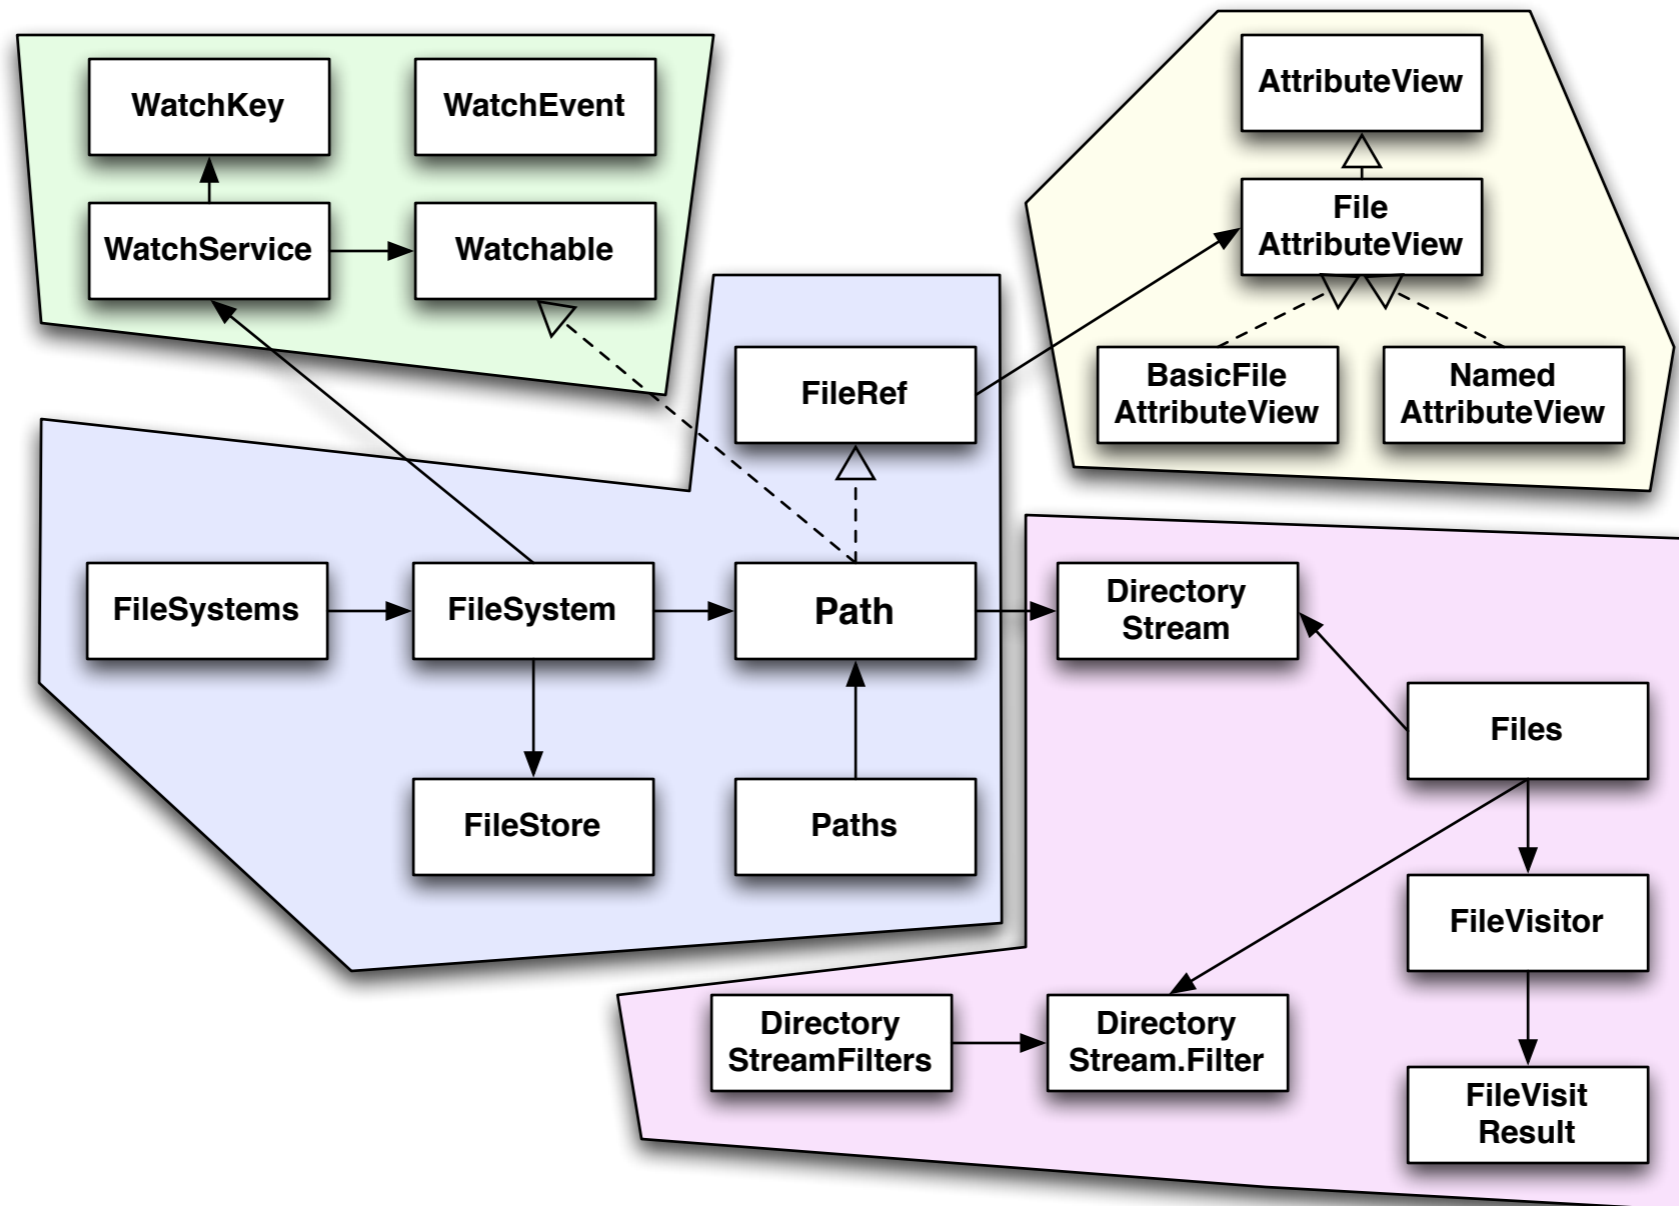 WatchKey
WatchEvent
WatchService
Watchable
AttributeView
File
AttributeView
BasicFile
AttributeView
Named
AttributeView
FileRef
FileSystems
FileSystem
Path
FileStore
Paths
Directory
Stream
Files
FileVisitor
Directory
StreamFilters
Directory
Stream.Filter
FileVisit
Result